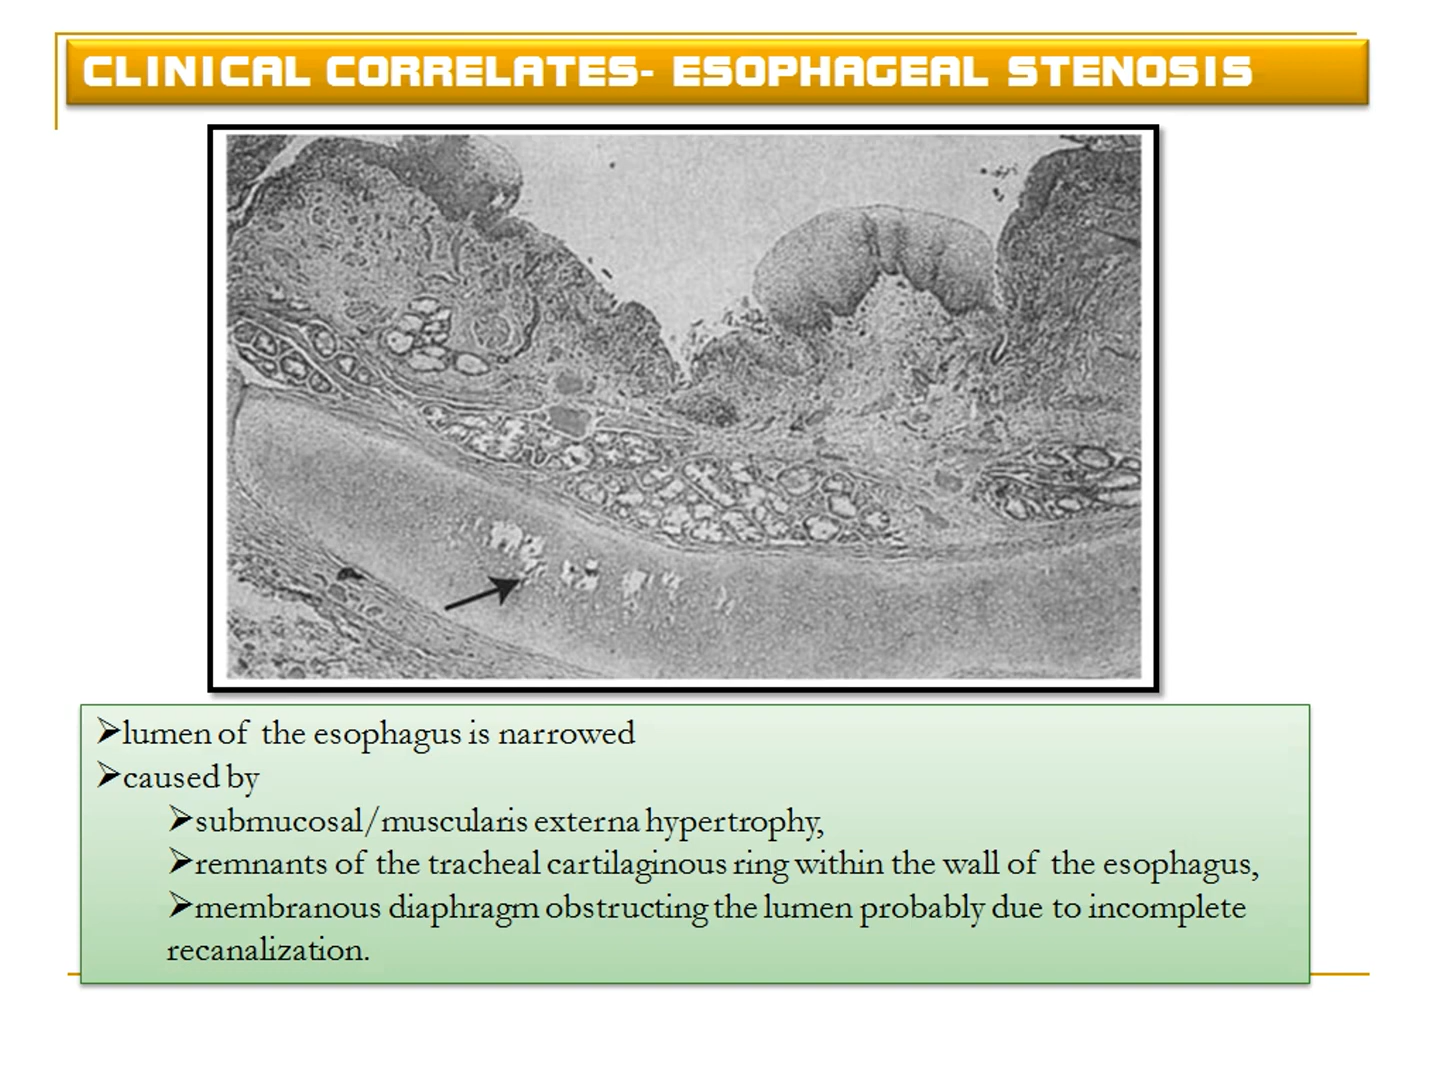 CLINICAL CORRELATES- ESOPHAGEAL STENOSIS
➢lumen of the esophagus is narrowed
➢caused by
➢submucosal/muscularis externa hypertrophy,
➢remnants of the tracheal cartilaginous ring within the wall of the esophagus,
➢membranous diaphragm obstructing the lumen probably due to incomplete
recanalization.